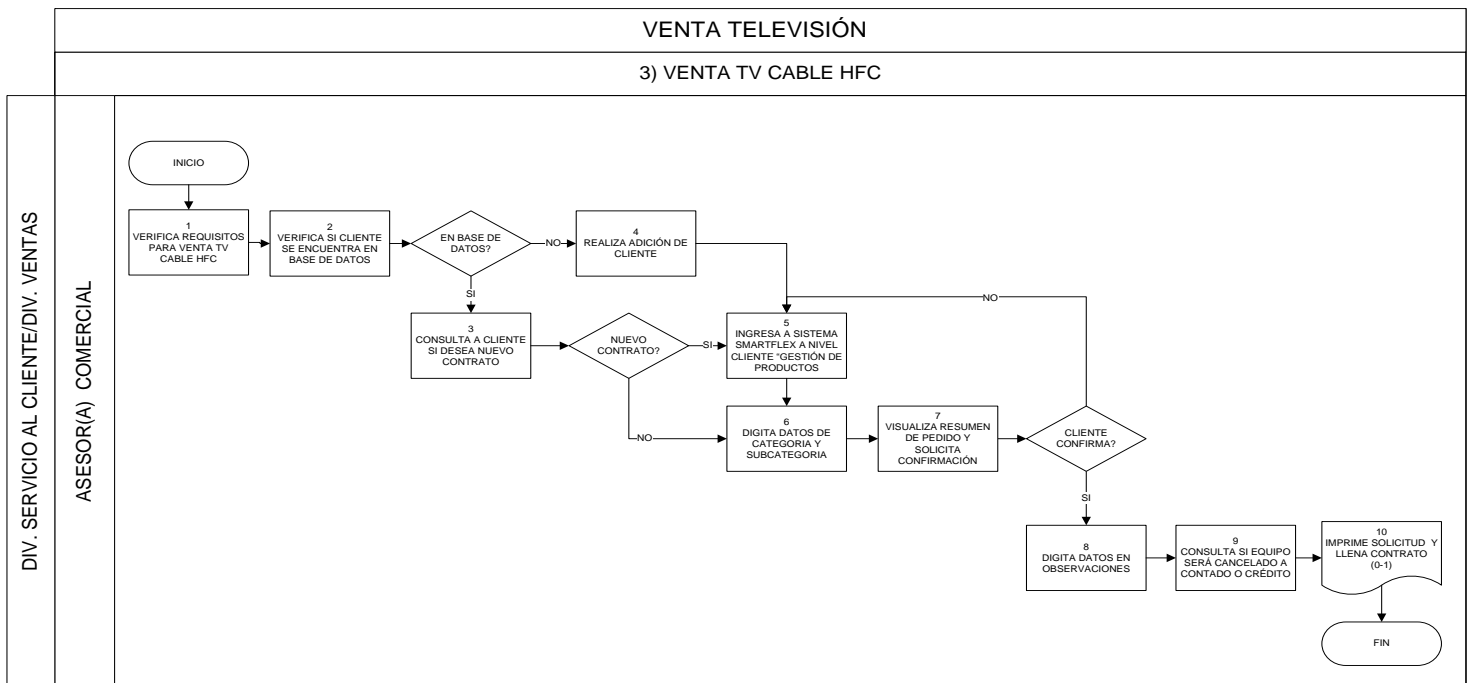 VENTA TELEVISIÓN
3) VENTA TV CABLE HFC
DIV. SERVICIO AL CLIENTE/DIV. VENTAS
ASESOR(A) COMERCIAL
INICIO
1
VERIFICA REQUISITOS
PARA VENTA TV
CABLE HFC
2
VERIFICA SI CLIENTE
SE ENCUENTRA EN
BASE DE DATOS
EN BASE DE
DATOS?
NO
4
REALIZA ADICIÓN DE
CLIENTE
SI
3
CONSULTA A CLIENTE
SI DESEA NUEVO
CONTRATO
NUEVO
CONTRATO?
SI
5
INGRESA A SISTEMA
SMARTFLEX A NIVEL
CLIENTE “GESTIÓN DE
PRODUCTOS
NO
NO
6
DIGITA DATOS DE
CATEGORIA Y
SUBCATEGORIA
7
VISUALIZA RESUMEN
DE PEDIDO Y
SOLICITA
CONFIRMACIÓN
CLIENTE
CONFIRMA?
SI
8
DIGITA DATOS EN
OBSERVACIONES
9
CONSULTA SI EQUIPO
SERÁ CANCELADO A
CONTADO O CRÉDITO
10
IMPRIME SOLICITUD Y
LLENA CONTRATO
(0-1)
FIN